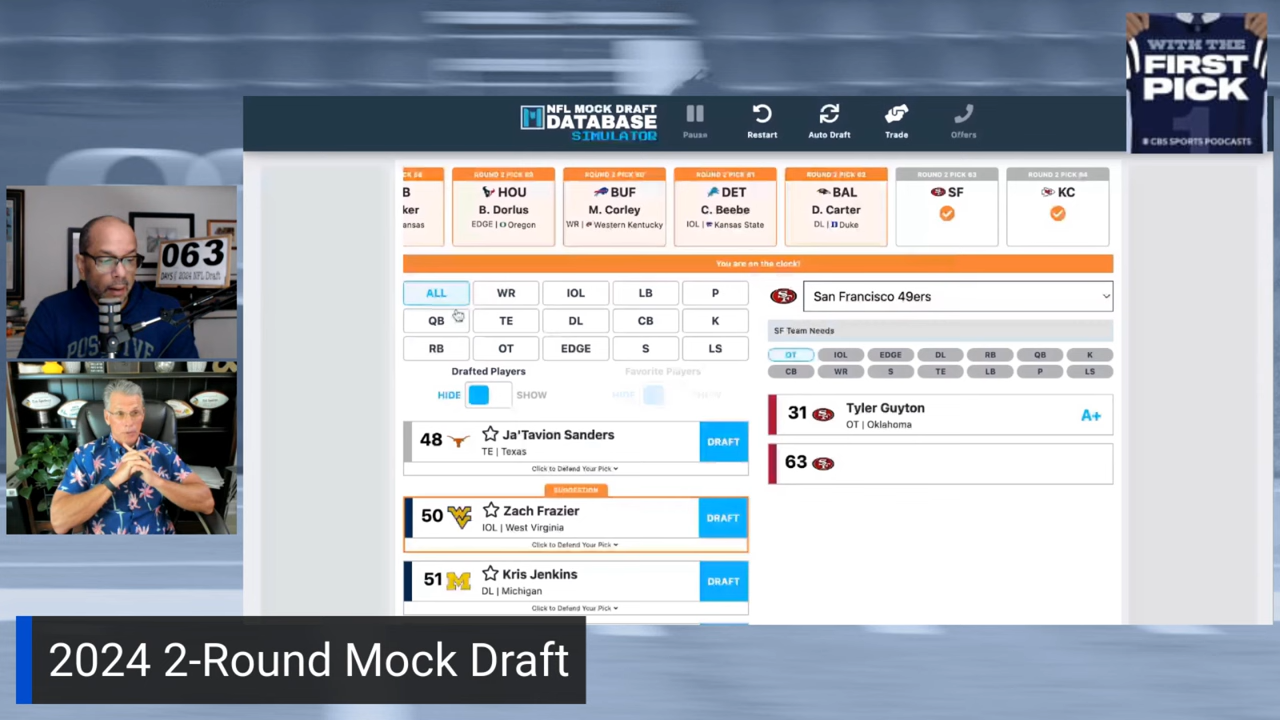 WITH THE
FIRST
PICK
CBS SPORTS PODCASTS
NFL MOCK DRAFT
DATABASE
SIMULATOR
Pause
Restart
Auto Draft
Trade
Offers
B
ker
ansas
HOU
B. Dorlus
EDGE | Oregon
ROUND 2 PICK 60
BUF
M. Corley
WR | Western Kentucky
ROUND 2 PICK 61
DET
C. Beebe
IOL | Kansas State
ROUND 2 PICK 62
BAL
D. Carter
DL | Duke
ROUND 2 PICK 63
SF
ROUND 2 PICK 64
KC
You are on the clock!
ALL
WR
IOL
LB
P
QB
TE
DL
CB
K
RB
OT
EDGE
S
LS
Drafted Players
HIDE
SHOW
Favorite Players
48
Ja'Tavion Sanders
TE | Texas
DRAFT
Click to Defend Your Pick
SUGGESTION
50
Zach Frazier
IOL | West Virginia
DRAFT
Click to Defend Your Pick
51
Kris Jenkins
DL | Michigan
DRAFT
Click to Defend Your Pick
San Francisco 49ers
SF Team Needs
OT
IOL
EDGE
DL
RB
QB
K
CB
WR
S
TE
LB
P
LS
31
Tyler Guyton
OT | Oklahoma
A+
63
063
POSITIVE
2024 2-Round Mock Draft